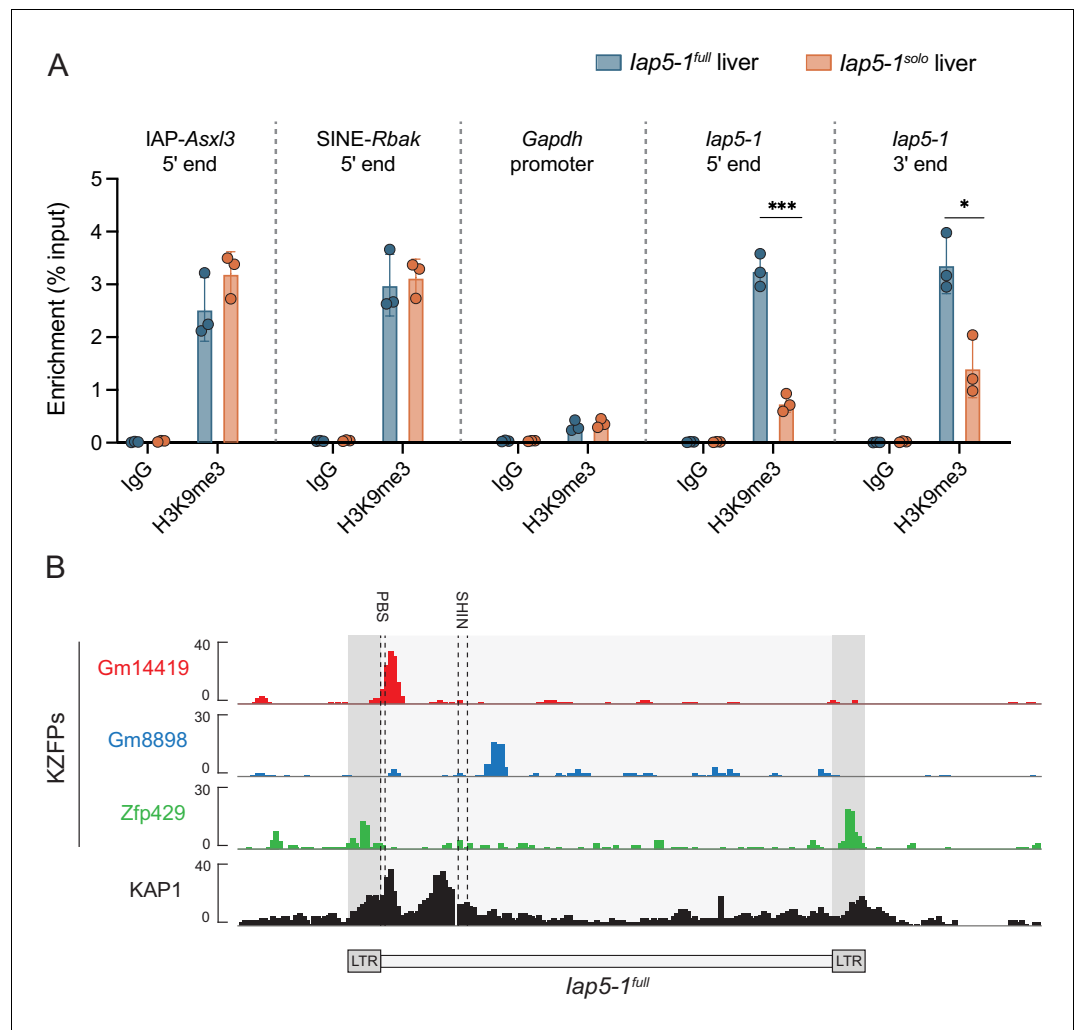 A
Iap5-1full liver
Iap5-1solo liver
IAP-Asxl3
5' end
SINE-Rbak
5' end
Gapdh
promoter
Iap5-1
5' end
Iap5-1
3' end
Enrichment (% input)
5
4
3
2
1
0
***
*
IgG
H3K9me3
IgG
H3K9me3
IgG
H3K9me3
IgG
H3K9me3
IgG
H3K9me3
B
PBS
SHIN
KZFPs
Gm14419
40
0
Gm8898
30
0
Zfp429
30
0
KAP1
40
0
LTR
LTR
Iap5-1full